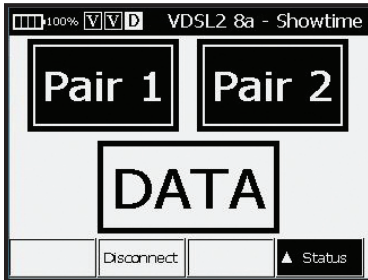 100% V V D VDSL2 8a - Showtime
Pair 1 Pair 2
DATA
Disconnect ▲ Status